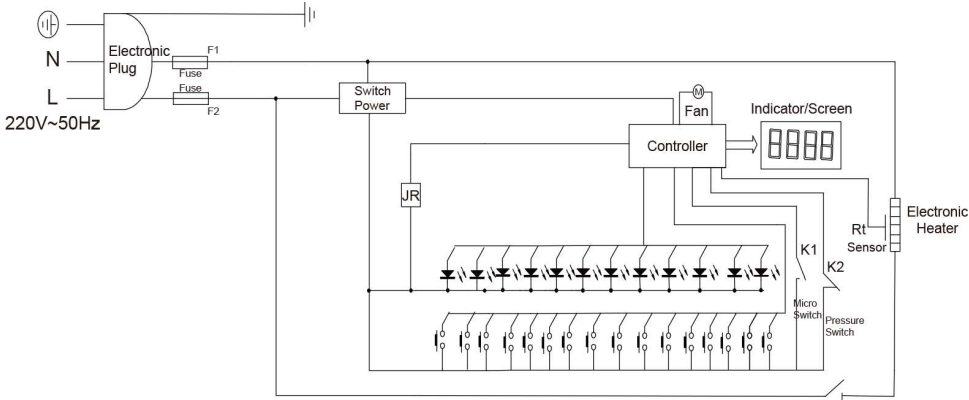 N
L
220V~50Hz
Electronic
Plug
F1
Fuse
Fuse
F2
Switch
Power
M
Fan
Controller
Indicator/Screen
8888
JR
Rt
Sensor
Electronic
Heater
K1
K2
Micro
Switch
Pressure
Switch